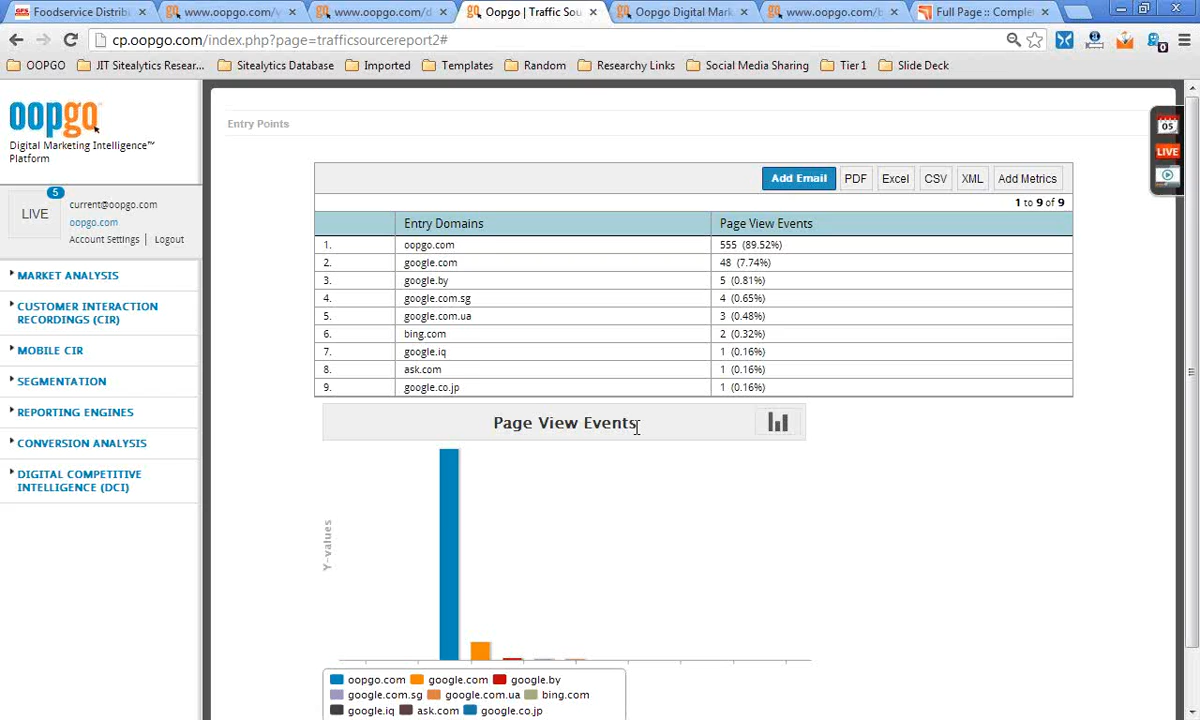 Foodservice Distrib
www.oopgo.com/v
www.oopgo.com/d
Oopgo | Traffic Sou
Oopgo Digital Mark
www.oopgo.com/b
Full Page :: Comple
cp.oopgo.com/index.php?page=trafficsourcereport2#
0
OOPGO
JIT Sitealytics Resear...
Sitealytics Database
Imported
Templates
Random
Researchy Links
Social Media Sharing
Tier 1
Slide Deck
oopgo
Digital Marketing Intelligence™
Platform
5
LIVE
current@oopgo.com
oopgo.com
Account Settings | Logout
MARKET ANALYSIS
CUSTOMER INTERACTION
RECORDINGS (CIR)
MOBILE CIR
SEGMENTATION
REPORTING ENGINES
CONVERSION ANALYSIS
DIGITAL COMPETITIVE
INTELLIGENCE (DCI)
Entry Points
Add Email PDF Excel CSV XML Add Metrics
1 to 9 of 9
Entry Domains Page View Events
1. oopgo.com 555 (89.52%)
2. google.com 48 (7.74%)
3. google.by 5 (0.81%)
4. google.com.sg 4 (0.65%)
5. google.com.ua 3 (0.48%)
6. bing.com 2 (0.32%)
7. google.iq 1 (0.16%)
8. ask.com 1 (0.16%)
9. google.co.jp 1 (0.16%)
Page View Events
Y-values
oopgo.com google.com google.by
google.com.sg google.com.ua bing.com
google.iq ask.com google.co.jp
05
LIVE